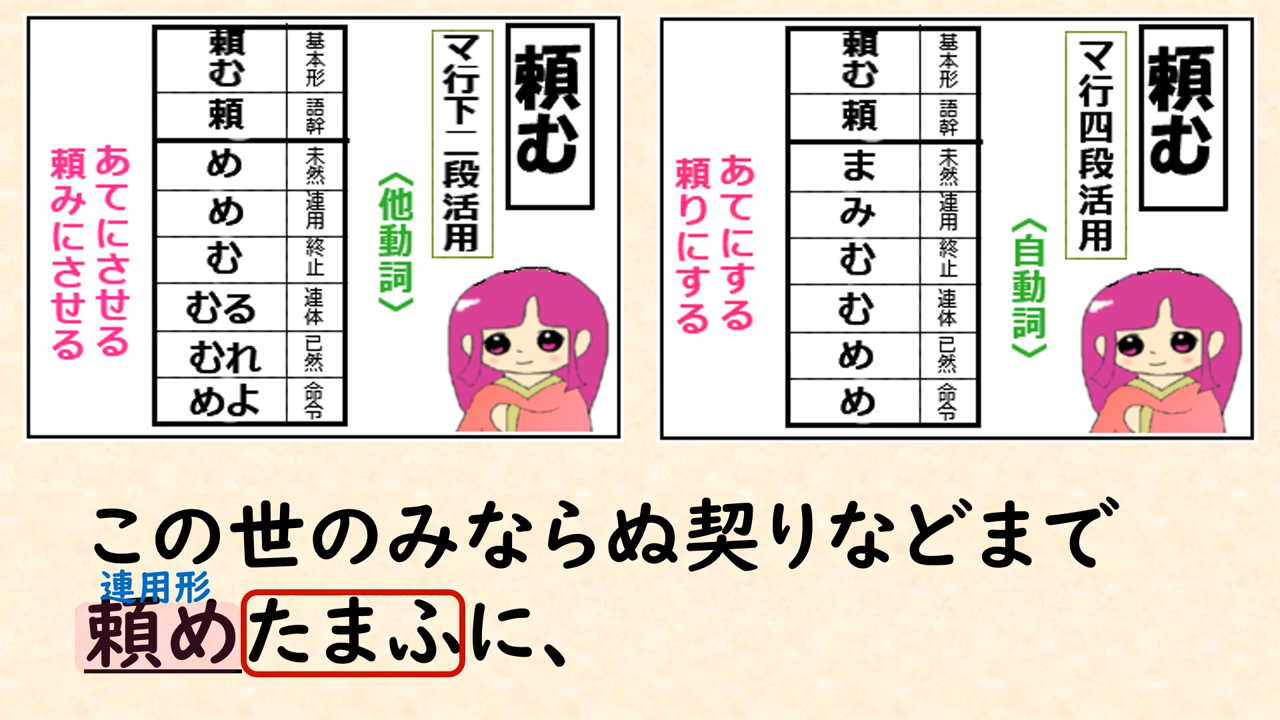 頼む
マ行下二段活用
〈他動詞〉
基本形 頼む
語幹 頼
未然 め
連用 め
終止 む
連体 むる
已然 むれ
命令 めよ
あてにさせる
頼みにさせる
頼む
マ行四段活用
〈自動詞〉
基本形 頼む
語幹 頼
未然 ま
連用 み
終止 む
連体 む
已然 め
命令 め
あてにする
頼りにする
この世のみならぬ契りなどまで
連用形
頼めたまふに、